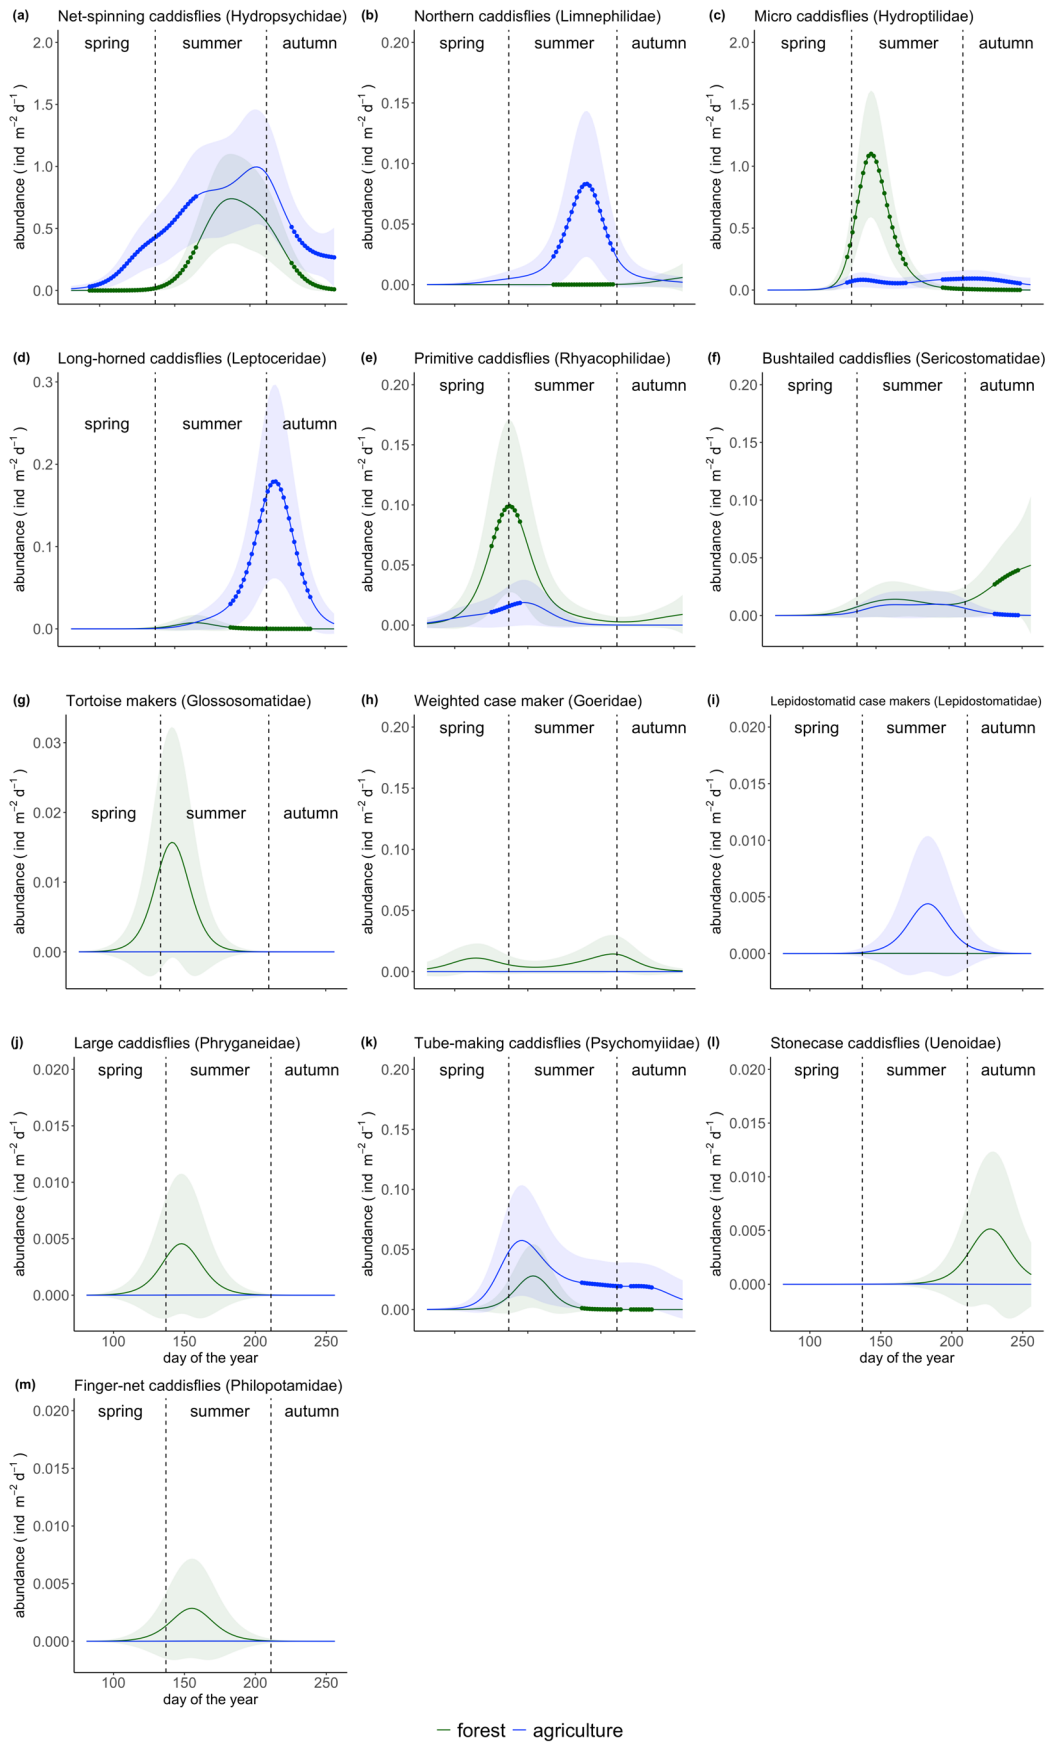 (a) Net-spinning caddisflies (Hydropsychidae)
spring summer autumn
2.0
1.5
1.0
0.5
0.0
abundance ( ind m−2 d−1 )
(b) Northern caddisflies (Limnephilidae)
spring summer autumn
0.20
0.15
0.10
0.05
0.00
abundance ( ind m−2 d−1 )
(c) Micro caddisflies (Hydroptilidae)
spring summer autumn
2.0
1.5
1.0
0.5
0.0
abundance ( ind m−2 d−1 )
(d) Long-horned caddisflies (Leptoceridae)
0.3
spring summer autumn
0.2
0.1
0.0
abundance ( ind m−2 d−1 )
(e) Primitive caddisflies (Rhyacophilidae)
spring summer autumn
0.20
0.15
0.10
0.05
0.00
abundance ( ind m−2 d−1 )
(f) Bushtailed caddisflies (Sericostomatidae)
spring summer autumn
0.20
0.15
0.10
0.05
0.00
abundance ( ind m−2 d−1 )
(g) Tortoise makers (Glossosomatidae)
0.03
spring summer autumn
0.02
0.01
0.00
abundance ( ind m−2 d−1 )
(h) Weighted case maker (Goeridae)
spring summer autumn
0.20
0.15
0.10
0.05
0.00
abundance ( ind m−2 d−1 )
(i) Lepidostomatid case makers (Lepidostomatidae)
spring summer autumn
0.020
0.015
0.010
0.005
0.000
abundance ( ind m−2 d−1 )
(j) Large caddisflies (Phryganeidae)
spring summer autumn
0.020
0.015
0.010
0.005
0.000
abundance ( ind m−2 d−1 )
100 150 200 250
day of the year
(k) Tube-making caddisflies (Psychomyiidae)
spring summer autumn
0.20
0.15
0.10
0.05
0.00
abundance ( ind m−2 d−1 )
(l) Stonecase caddisflies (Uenoidae)
spring summer autumn
0.020
0.015
0.010
0.005
0.000
abundance ( ind m−2 d−1 )
100 150 200 250
day of the year
(m) Finger-net caddisflies (Philopotamidae)
spring summer autumn
0.020
0.015
0.010
0.005
0.000
abundance ( ind m−2 d−1 )
100 150 200 250
day of the year
forest agriculture